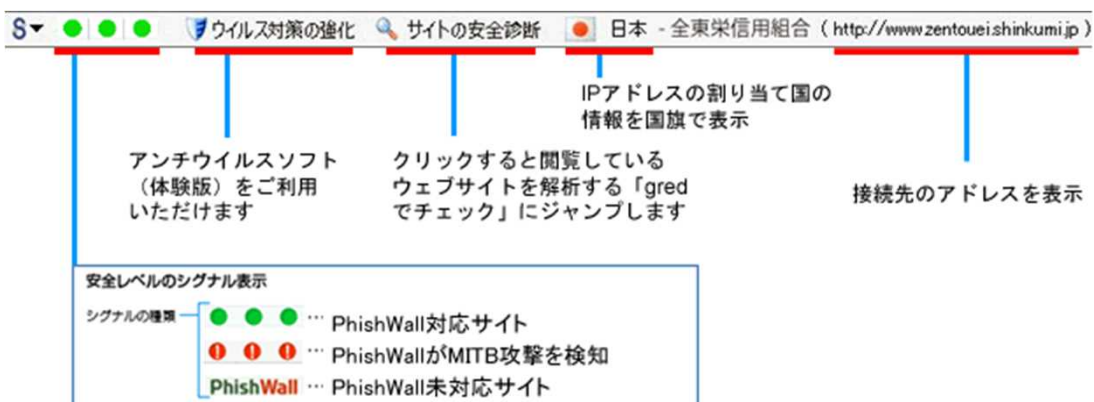 S▼ ウイルス対策の強化 サイトの安全診断 日本 - 全東栄信用組合 ( http://www.zentouei.shinkumi.jp )
IPアドレスの割り当て国の
情報を国旗で表示
アンチウイルスソフト
（体験版）をご利用
いただけます
クリックすると閲覧している
ウェブサイトを解析する「gred
でチェック」にジャンプします
接続先のアドレスを表示
安全レベルのシグナル表示
シグナルの種類
… PhishWall対応サイト
… PhishWallがMITB攻撃を検知
PhishWall … PhishWall未対応サイト